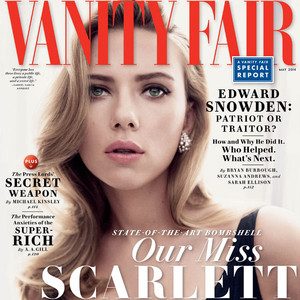 VANITY FAIR
A VANITY FAIR
SPECIAL
REPORT
MAY 2014
EDWARD
SNOWDEN:
PATRIOT OR
TRAITOR?
How and Why He Did It.
Who Helped.
What's Next.
By BRYAN BURROUGH,
SUZANNA ANDREWS, and
SARAH ELLISON
PLUS
The Press Lords'
SECRET
WEAPON
By MICHAEL KINSLEY
The Performance
Anxieties of the
SUPER-
RICH
By A. A. GILL
STATE-OF-THE-ART BOMBSHELL
Our Miss
SCARLETT